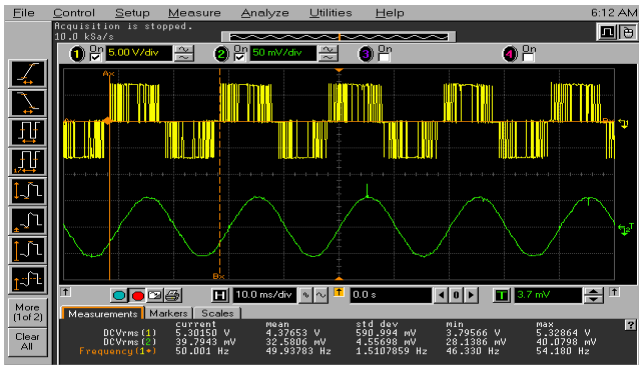 File Control Setup Measure Analyze Utilities Help 6:12 AM
Acquisition is stopped.
10.0 kSa/s
1 On 5.00 V/div 2 On 50 mV/div 3 On 4 On
Ax
Bx
H 10.0 ms/div 0.0 s 0 T 3.7 mV
More
(1of 2)
Clear
All
Measurements Markers Scales ?
current mean std dev min max
DCVrms(1) 5.30150 V 4.37653 V 590.994 mV 3.79566 V 5.32864 V
DCVrms(2) 39.7943 mV 32.5806 mV 4.55698 mV 28.1386 mV 40.0798 mV
Frequency(1*) 50.001 Hz 49.93783 Hz 1.5107859 Hz 46.330 Hz 54.180 Hz